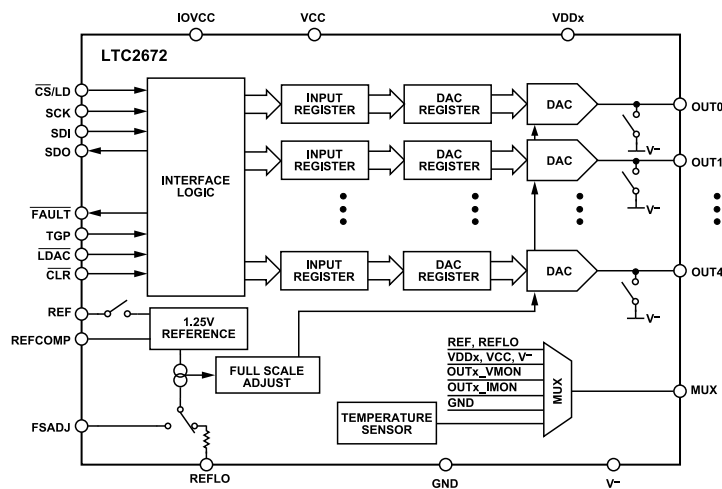 IOVCC
VCC
VDDx
LTC2672
CS/LD
SCK
SDI
SDO
FAULT
TGP
LDAC
CLR
REF
REFCOMP
FSADJ
INTERFACE
LOGIC
INPUT
REGISTER
DAC
REGISTER
DAC
OUT0
V–
INPUT
REGISTER
DAC
REGISTER
DAC
OUT1
V–
INPUT
REGISTER
DAC
REGISTER
DAC
OUT4
V–
1.25V
REFERENCE
FULL SCALE
ADJUST
REF, REFLO
VDDx, VCC, V–
OUTx_VMON
OUTx_IMON
GND
MUX
MUX
TEMPERATURE
SENSOR
REFLO
GND
V–